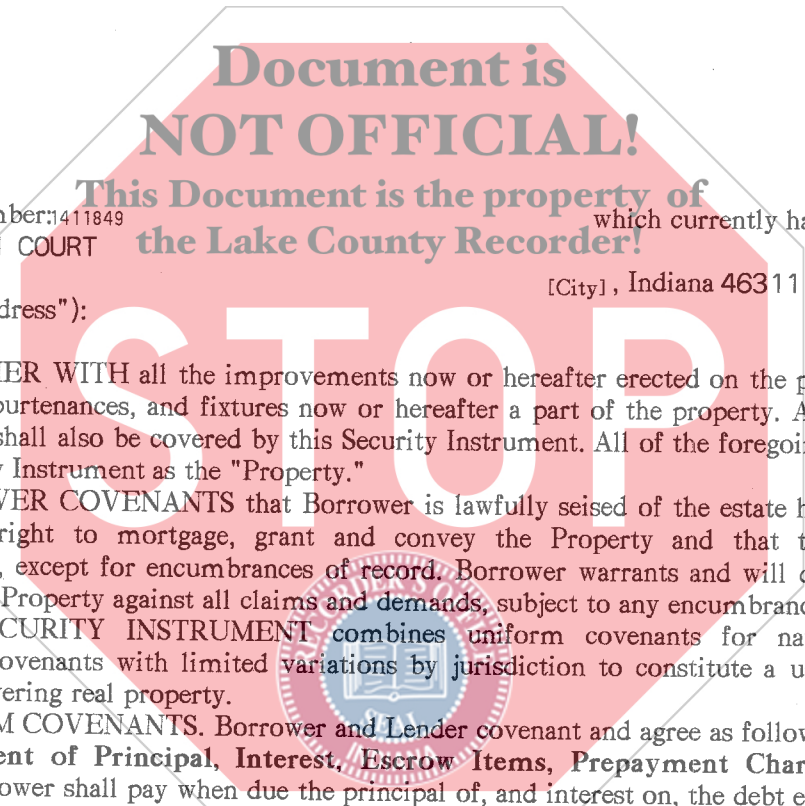 Document is
NOT OFFICIAL!
This Document is the property of
the Lake County Recorder!
nber:1411849 which currently ha
COURT
[City], Indiana 46311
dress"):
STOP
IER WITH all the improvements now or hereafter erected on the p
purtenances, and fixtures now or hereafter a part of the property. A
shall also be covered by this Security Instrument. All of the foregoi
y Instrument as the "Property."
WER COVENANTS that Borrower is lawfully seised of the estate h
right to mortgage, grant and convey the Property and that t
, except for encumbrances of record. Borrower warrants and will d
Property against all claims and demands, subject to any encumbranc
CURITY INSTRUMENT combines uniform covenants for na
ovenants with limited variations by jurisdiction to constitute a u
ering real property.
M COVENANTS. Borrower and Lender covenant and agree as follow
ent of Principal, Interest, Escrow Items, Prepayment Char
ower shall pay when due the principal of, and interest on, the debt e
SEAL
INDIANA